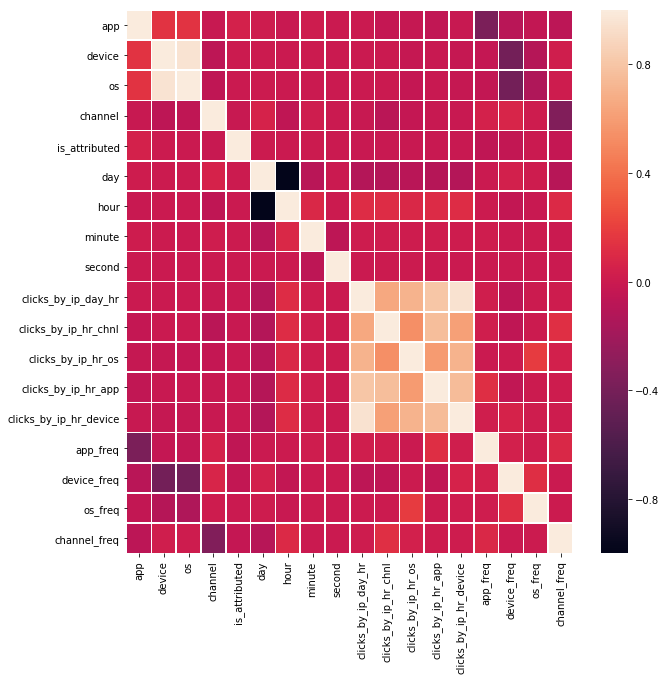 app
device
os
channel
is_attributed
day
hour
minute
second
clicks_by_ip_day_hr
clicks_by_ip_hr_chnl
clicks_by_ip_hr_os
clicks_by_ip_hr_app
clicks_by_ip_hr_device
app_freq
device_freq
os_freq
channel_freq
app
device
os
channel
is_attributed
day
hour
minute
second
clicks_by_ip_day_hr
clicks_by_ip_hr_chnl
clicks_by_ip_hr_os
clicks_by_ip_hr_app
clicks_by_ip_hr_device
app_freq
device_freq
os_freq
channel_freq
0.8
0.4
0.0
−0.4
−0.8